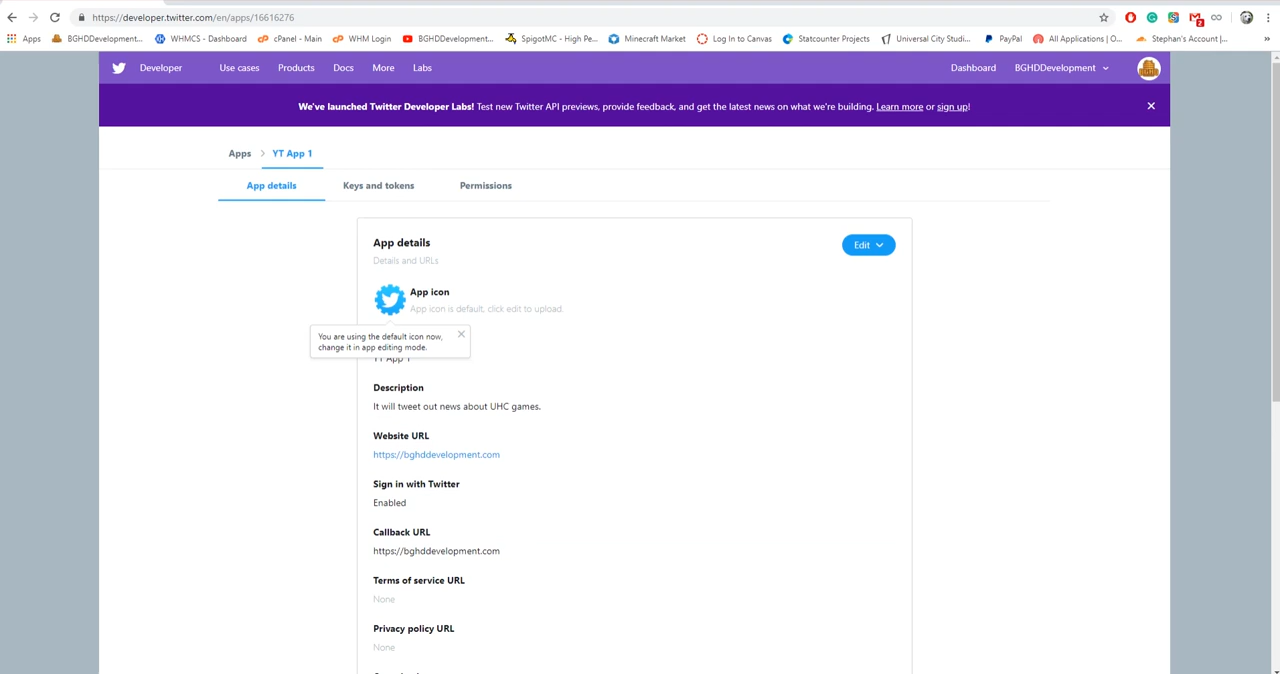 https://developer.twitter.com/en/apps/16616276
2
Apps BGHDDevelopment... WHMCS - Dashboard cPanel - Main WHM Login BGHDDevelopment... SpigotMC - High Pe... Minecraft Market Log In to Canvas Statcounter Projects Universal City Studi... PayPal All Applications | O... Stephan's Account |... »
Developer Use cases Products Docs More Labs Dashboard BGHDDevelopment
We've launched Twitter Developer Labs! Test new Twitter API previews, provide feedback, and get the latest news on what we're building. Learn more or sign up!
Apps > YT App 1
App details Keys and tokens Permissions
App details
Edit
Details and URLs
App icon
App icon is default, click edit to upload.
You are using the default icon now,
change it in app editing mode.
YT App 1
Description
It will tweet out news about UHC games.
Website URL
https://bghddevelopment.com
Sign in with Twitter
Enabled
Callback URL
https://bghddevelopment.com
Terms of service URL
None
Privacy policy URL
None